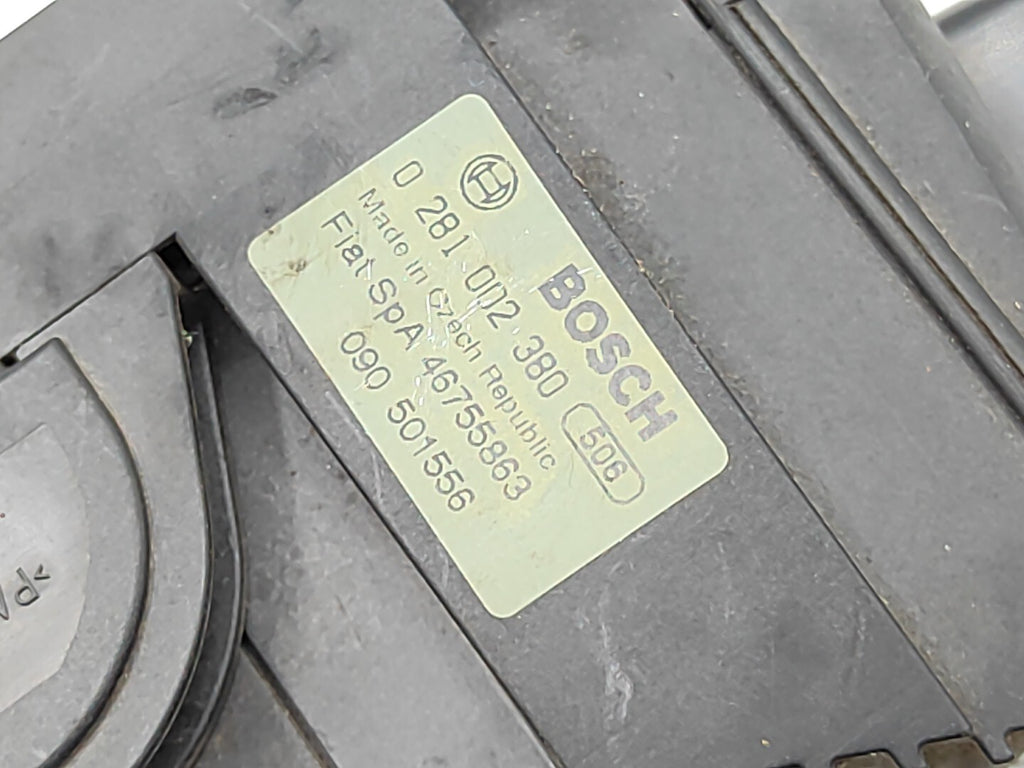 BOSCH
0 281 002 380 506
Made in Czech Republic
Fiat SpA 46755863
090 501556